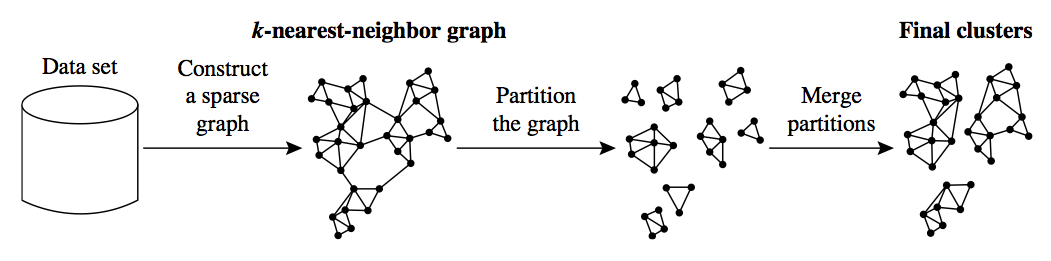 k-nearest-neighbor graph
Final clusters
Data set
Construct
a sparse
graph
Partition
the graph
Merge
partitions